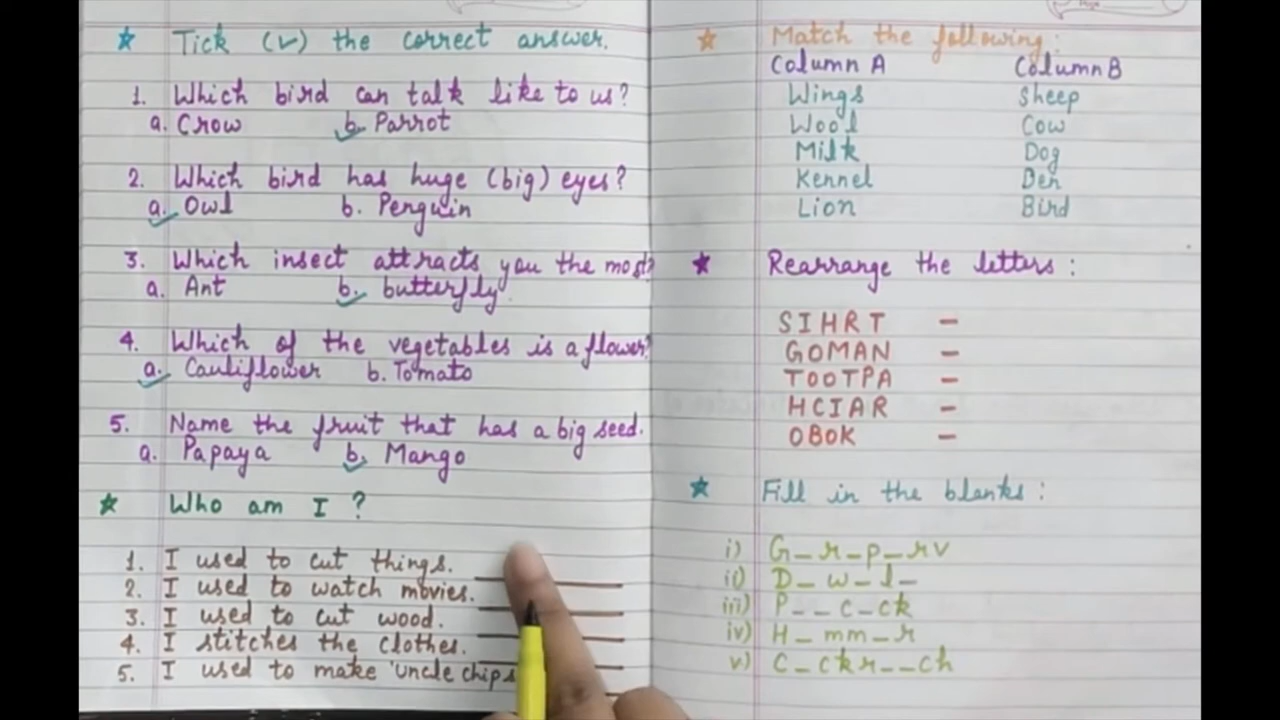 Tick (✓) the correct answer.
1. Which bird can talk like to us?
a. Crow b. Parrot
2. Which bird has huge (big) eyes?
a. Owl b. Penguin
3. Which insect attracts you the most?
a. Ant b. butterfly
4. Which of the vegetables is a flower?
a. Cauliflower b. Tomato
5. Name the fruit that has a big seed.
a. Papaya b. Mango
Who am I ?
1. I used to cut things. ____
2. I used to watch movies. ____
3. I used to cut wood. ____
4. I stitches the clothes. ____
5. I used to make 'uncle chips
Match the following:
Column A Column B
Wings Sheep
Wool Cow
Milk Dog
Kennel Den
Lion Bird
Rearrange the letters :
SIHRT -
GOMAN -
TOOTPA -
HCIAR -
OBOK -
Fill in the blanks :
i) G_r_p_rv
ii) D_w_l_
iii) P__c_ck
iv) H_mm_r
v) C_ckr__ch